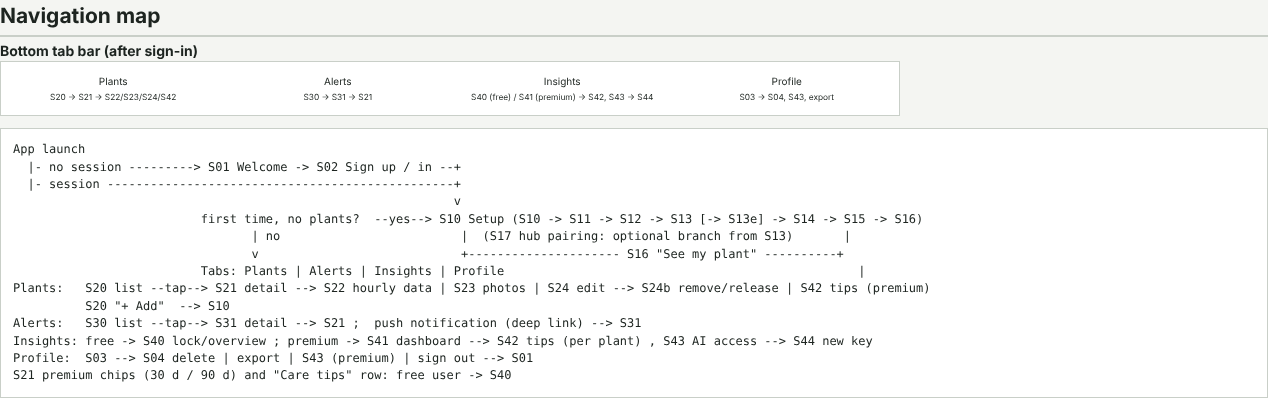 Navigation map
Bottom tab bar (after sign-in)
Plants
S20 → S21 → S22/S23/S24/S42
Alerts
S30 → S31 → S21
Insights
S40 (free) / S41 (premium) → S42, S43 → S44
Profile
S03 → S04, S43, export
App launch
  |- no session ---------> S01 Welcome -> S02 Sign up / in --+
  |- session ------------------------------------------------+
                                                             v
                          first time, no plants?  --yes--> S10 Setup (S10 -> S11 -> S12 -> S13 [-> S13e] -> S14 -> S15 -> S16)
                                 | no                         |  (S17 hub pairing: optional branch from S13)       |
                                 v                            +--------------------- S16 "See my plant" ----------+
                          Tabs: Plants | Alerts | Insights | Profile                                                 |
Plants:   S20 list --tap--> S21 detail --> S22 hourly data | S23 photos | S24 edit --> S24b remove/release | S42 tips (premium)
          S20 "+ Add"  --> S10
Alerts:   S30 list --tap--> S31 detail --> S21 ;  push notification (deep link) --> S31
Insights: free -> S40 lock/overview ; premium -> S41 dashboard --> S42 tips (per plant) , S43 AI access --> S44 new key
Profile:  S03 --> S04 delete | export | S43 (premium) | sign out --> S01
S21 premium chips (30 d / 90 d) and "Care tips" row: free user -> S40